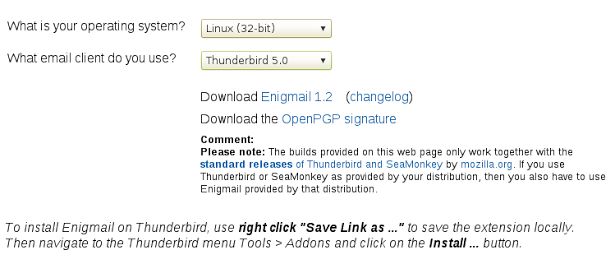 What is your operating system? Linux (32-bit)
What email client do you use? Thunderbird 5.0
Download Enigmail 1.2 (changelog)
Download the OpenPGP signature
Comment:
Please note: The builds provided on this web page only work together with the
standard releases of Thunderbird and SeaMonkey by mozilla.org. If you use
Thunderbird or SeaMonkey as provided by your distribution, then you also have to use
Enigmail provided by that distribution.
To install Enigmail on Thunderbird, use right click "Save Link as ..." to save the extension locally.
Then navigate to the Thunderbird menu Tools > Addons and click on the Install ... button.